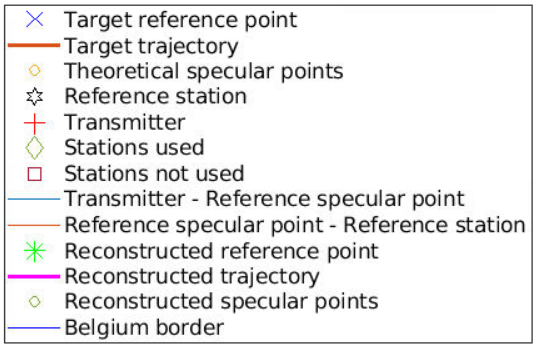 Target reference point
Target trajectory
Theoretical specular points
Reference station
Transmitter
Stations used
Stations not used
Transmitter - Reference specular point
Reference specular point - Reference station
Reconstructed reference point
Reconstructed trajectory
Reconstructed specular points
Belgium border